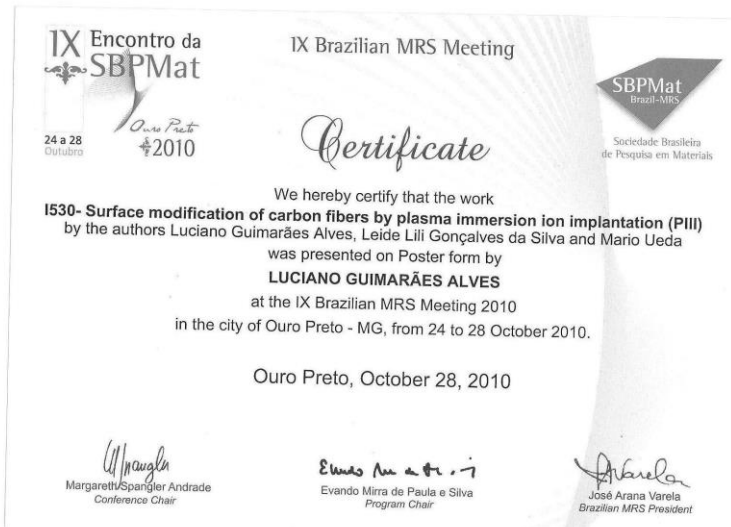 IX Encontro da
SBPMat
24 a 28
Outubro
Ouro Preto
2010
IX Brazilian MRS Meeting
SBPMat
Brazil-MRS
Sociedade Brasileira
de Pesquisa em Materiais
Certificate
We hereby certify that the work
I530- Surface modification of carbon fibers by plasma immersion ion implantation (PIII)
by the authors Luciano Guimarães Alves, Leide Lili Gonçalves da Silva and Mario Ueda
was presented on Poster form by
LUCIANO GUIMARÃES ALVES
at the IX Brazilian MRS Meeting 2010
in the city of Ouro Preto - MG, from 24 to 28 October 2010.
Ouro Preto, October 28, 2010
Margareth Spangler Andrade
Conference Chair
Evando Mirra de Paula e Silva
Program Chair
José Arana Varela
Brazilian MRS President